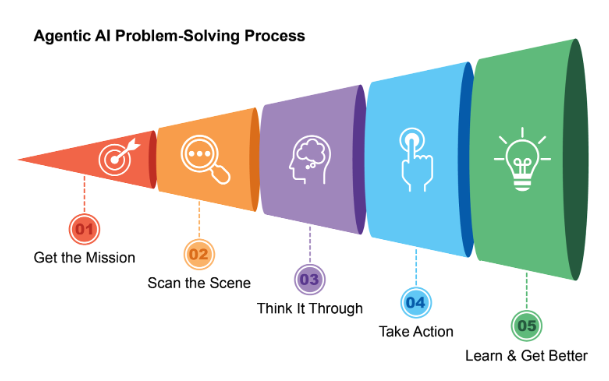 Agentic AI Problem-Solving Process
01
Get the Mission
02
Scan the Scene
03
Think It Through
04
Take Action
05
Learn & Get Better